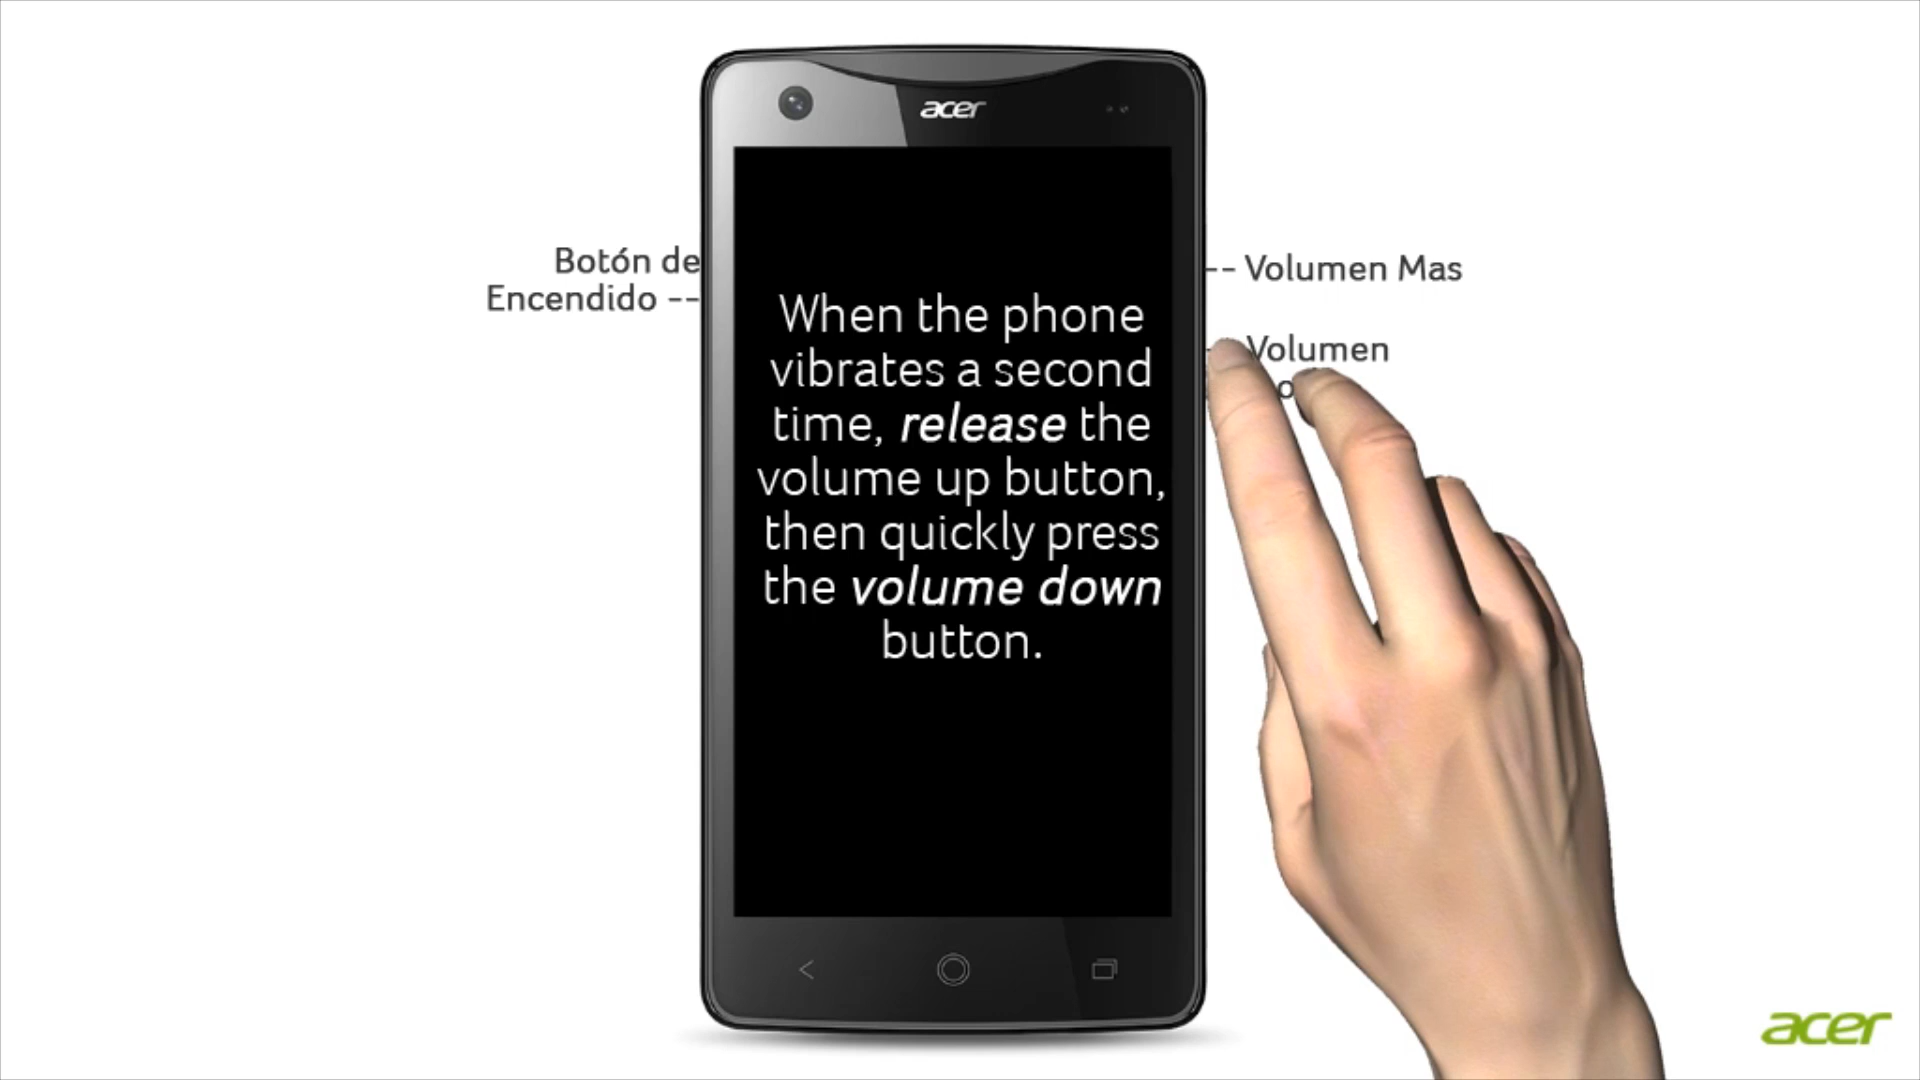 acer
Botón de
Encendido --
-- Volumen Mas
Volumen
When the phone
vibrates a second
time, release the
volume up button,
then quickly press
the volume down
button.
acer